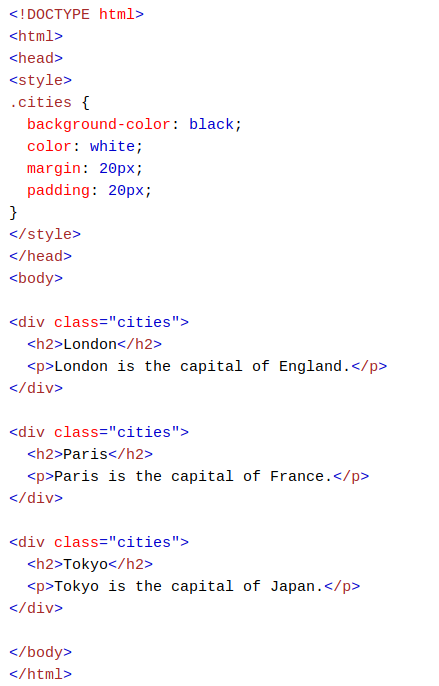 <!DOCTYPE html>
<html>
<head>
<style>
.cities {
  background-color: black;
  color: white;
  margin: 20px;
  padding: 20px;
}
</style>
</head>
<body>

<div class="cities">
  <h2>London</h2>
  <p>London is the capital of England.</p>
</div>

<div class="cities">
  <h2>Paris</h2>
  <p>Paris is the capital of France.</p>
</div>

<div class="cities">
  <h2>Tokyo</h2>
  <p>Tokyo is the capital of Japan.</p>
</div>

</body>
</html>